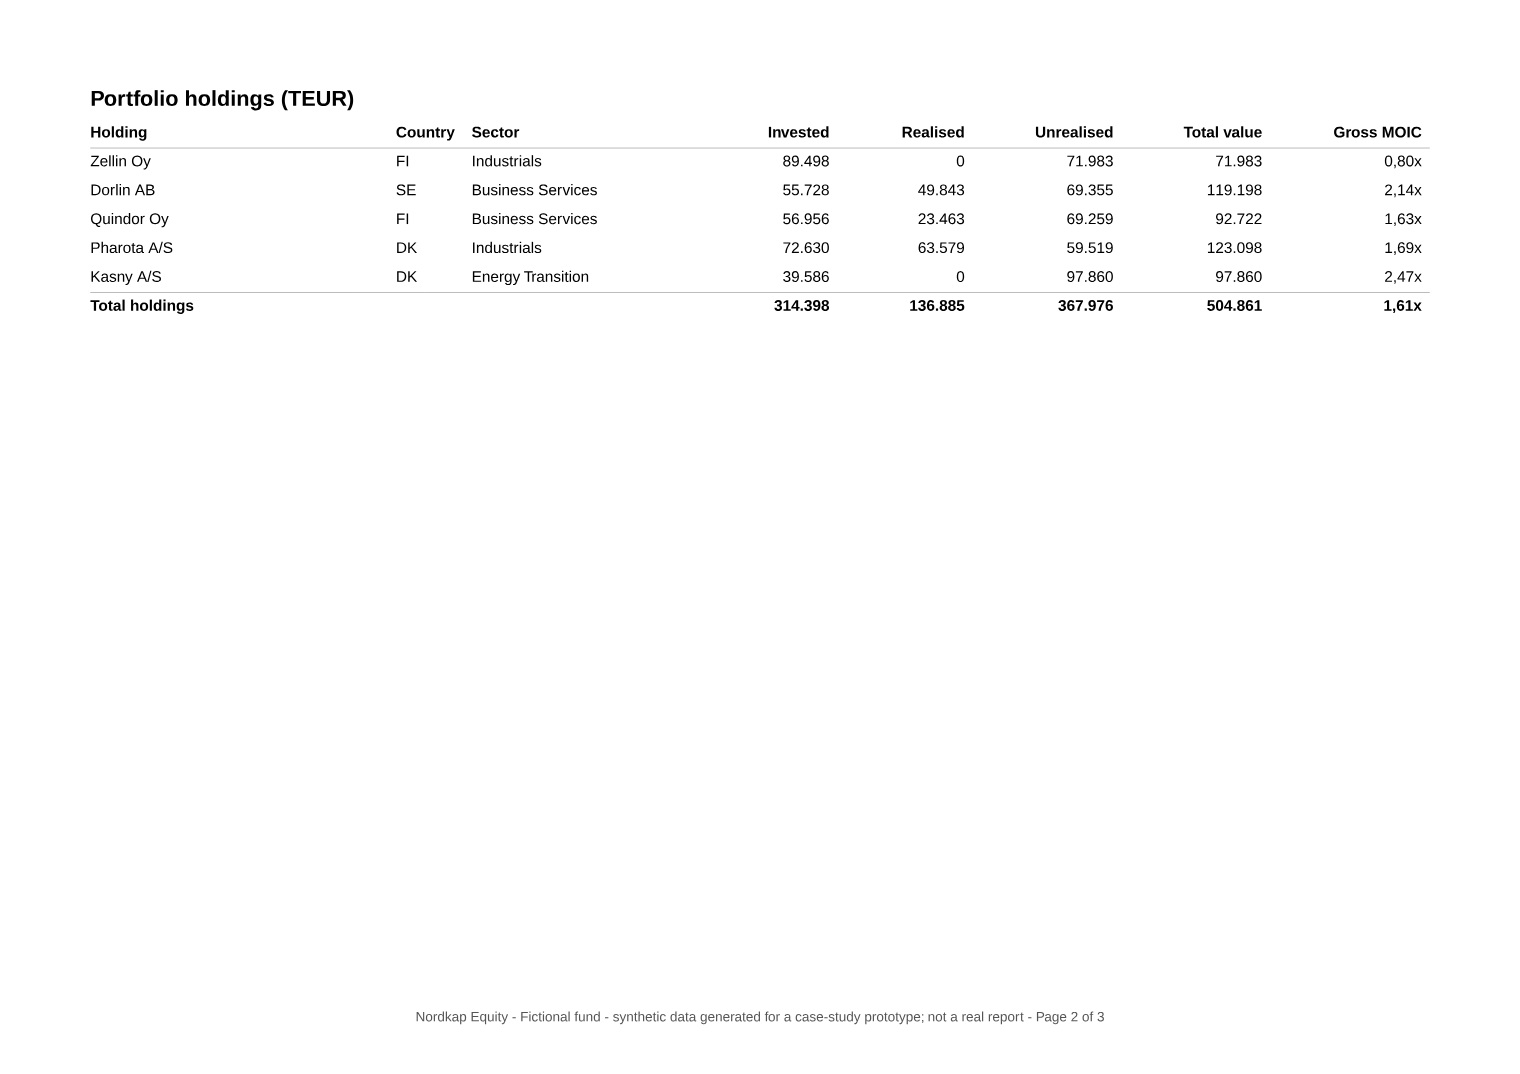 Portfolio holdings (TEUR)
Holding Country Sector Invested Realised Unrealised Total value Gross MOIC
Zellin Oy FI Industrials 89.498 0 71.983 71.983 0,80x
Dorlin AB SE Business Services 55.728 49.843 69.355 119.198 2,14x
Quindor Oy FI Business Services 56.956 23.463 69.259 92.722 1,63x
Pharota A/S DK Industrials 72.630 63.579 59.519 123.098 1,69x
Kasny A/S DK Energy Transition 39.586 0 97.860 97.860 2,47x
Total holdings 314.398 136.885 367.976 504.861 1,61x
Nordkap Equity - Fictional fund - synthetic data generated for a case-study prototype; not a real report - Page 2 of 3